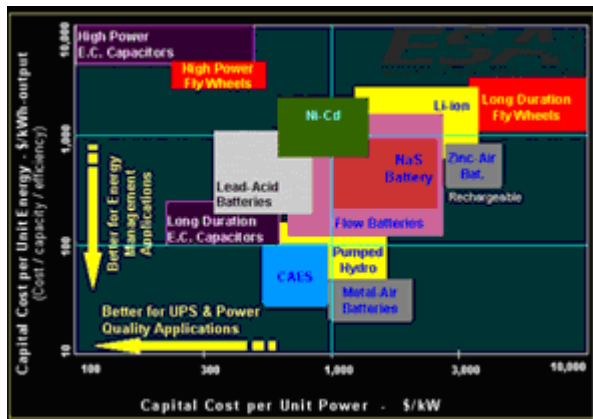 ESA
High Power
E.C. Capacitors
High Power
Fly Wheels
Ni-Cd
Li-ion
Long Duration
Fly Wheels
Lead-Acid
Batteries
NaS
Battery
Zinc-Air
Bat.
Rechargeable
Long Duration
E.C. Capacitors
Flow Batteries
Pumped
Hydro
CAES
Metal-Air
Batteries
Better for Energy
Management
Applications
Better for UPS & Power
Quality Applications
Capital Cost per Unit Energy - $/kWh-output
(Cost / capacity / efficiency)
10,000
1,000
100
10
100
300
1,000
3,000
10,000
Capital Cost per Unit Power - $/kW